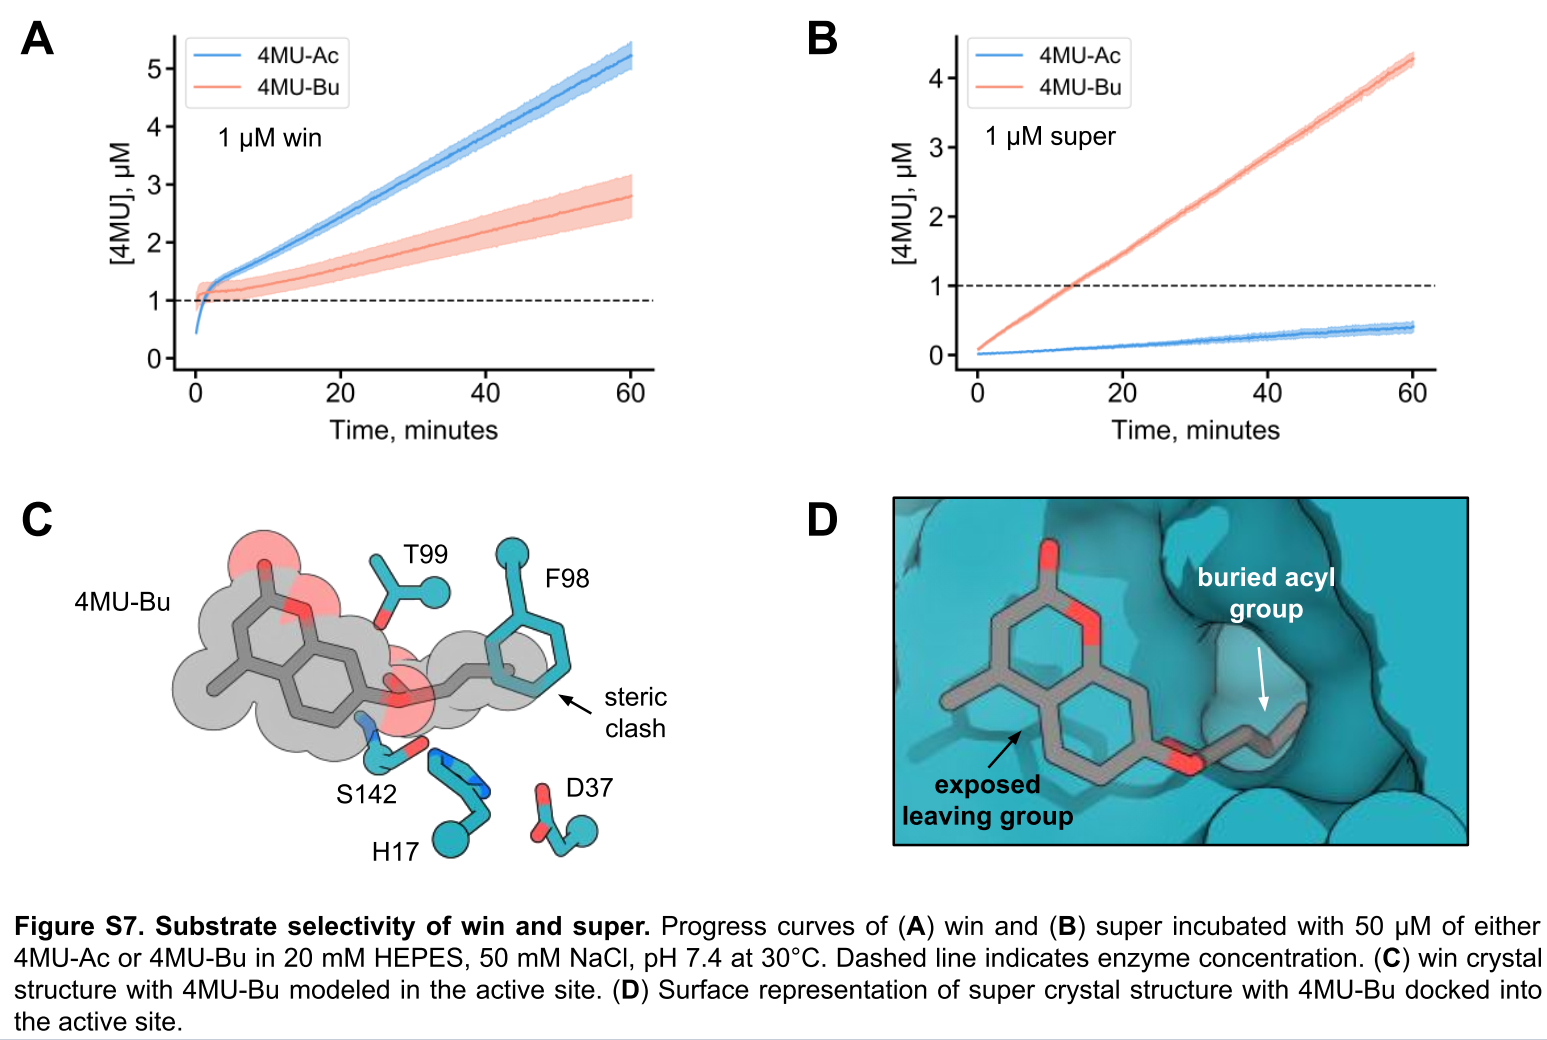 A
4MU-Ac
4MU-Bu
1 µM win
[4MU], µM
5
4
3
2
1
0
0 20 40 60
Time, minutes
B
4MU-Ac
4MU-Bu
1 µM super
[4MU], µM
4
3
2
1
0
0 20 40 60
Time, minutes
C
4MU-Bu
T99
F98
steric
clash
S142
D37
H17
D
buried acyl
group
exposed
leaving group
Figure S7. Substrate selectivity of win and super. Progress curves of (A) win and (B) super incubated with 50 µM of either
4MU-Ac or 4MU-Bu in 20 mM HEPES, 50 mM NaCl, pH 7.4 at 30°C. Dashed line indicates enzyme concentration. (C) win crystal
structure with 4MU-Bu modeled in the active site. (D) Surface representation of super crystal structure with 4MU-Bu docked into
the active site.